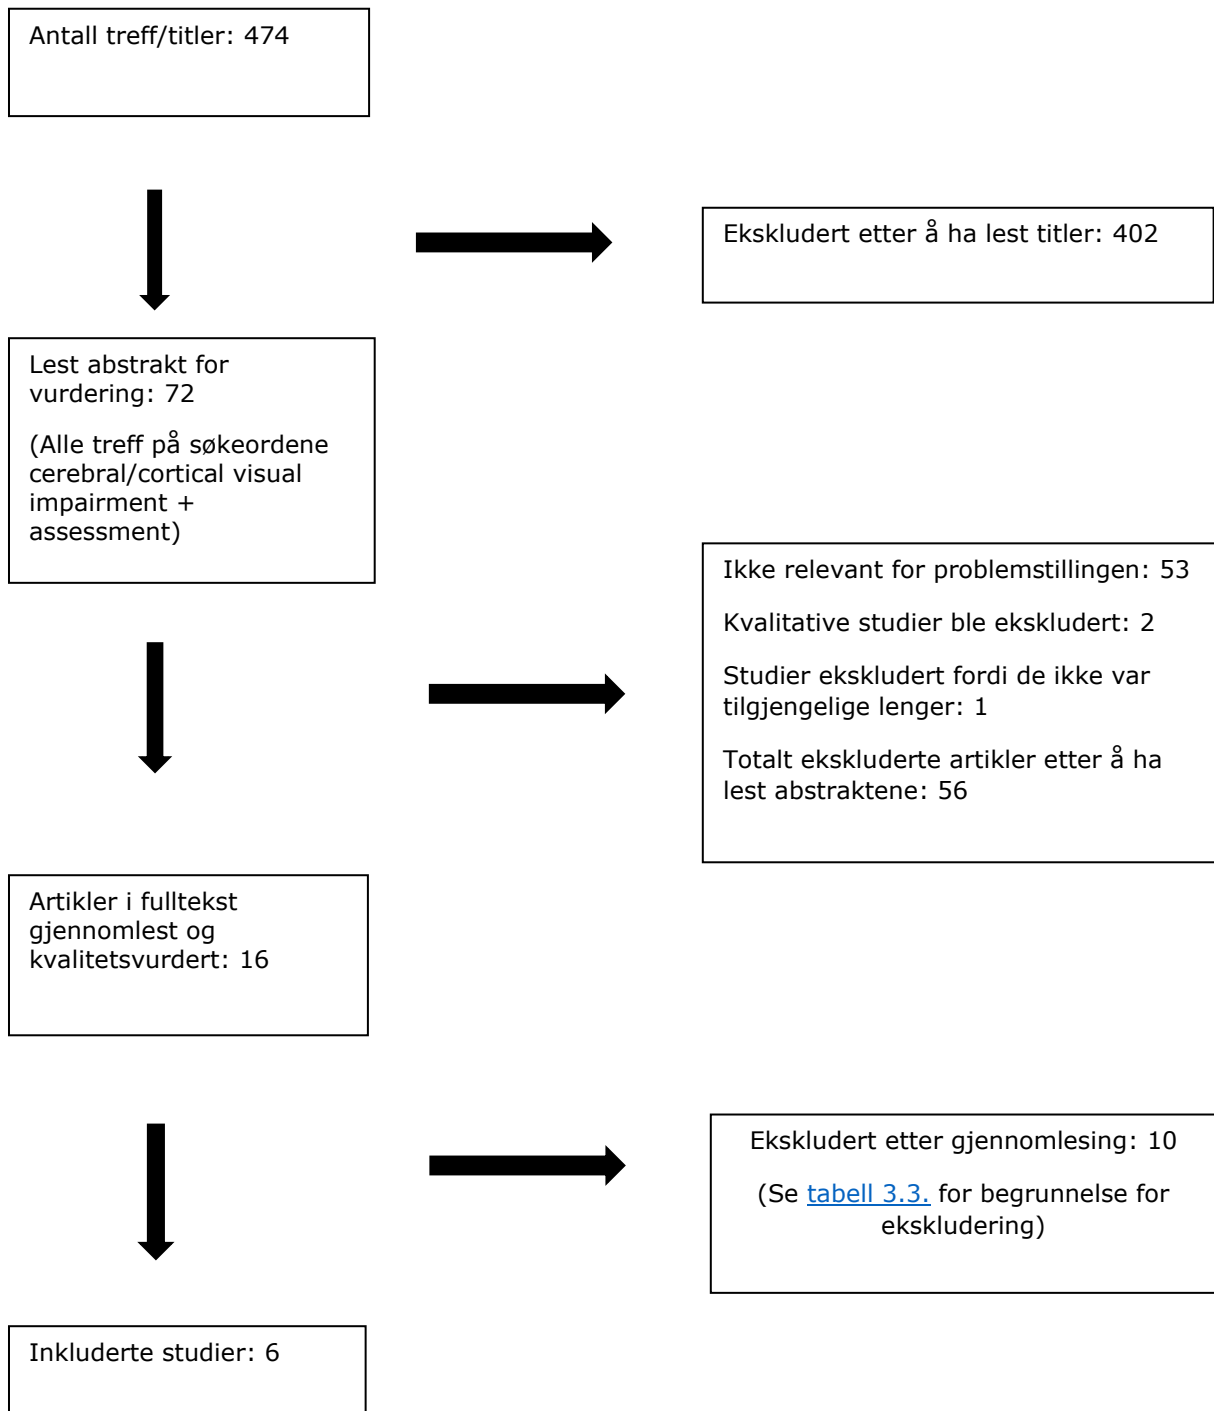 Antall treff/titler: 474
Ekskludert etter å ha lest titler: 402
Lest abstrakt for
vurdering: 72
(Alle treff på søkeordene
cerebral/cortical visual
impairment +
assessment)
Ikke relevant for problemstillingen: 53
Kvalitative studier ble ekskludert: 2
Studier ekskludert fordi de ikke var
tilgjengelige lenger: 1
Totalt ekskluderte artikler etter å ha
lest abstraktene: 56
Artikler i fulltekst
gjennomlest og
kvalitetsvurdert: 16
Ekskludert etter gjennomlesing: 10
(Se tabell 3.3. for begrunnelse for
ekskludering)
Inkluderte studier: 6